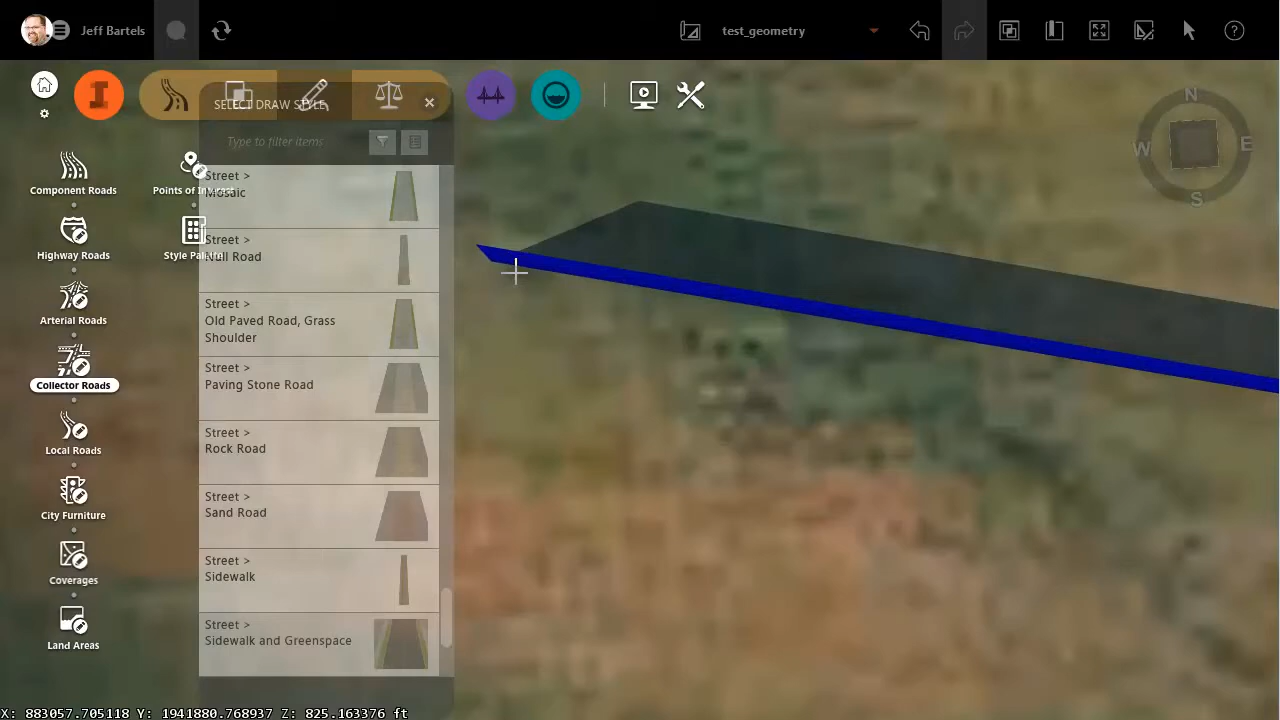 Jeff Bartels
test_geometry
SELECT DRAW STYLE
Type to filter items
N
W
E
S
Component Roads
Points of Interest
Highway Roads
Style Palette
Arterial Roads
Collector Roads
Local Roads
City Furniture
Coverages
Land Areas
Street >
Mosaic
Street >
Street >
Old Paved Road, Grass
Shoulder
Street >
Paving Stone Road
Street >
Rock Road
Street >
Sand Road
Street >
Sidewalk
Street >
Sidewalk and Greenspace
X: 883057.705118 Y: 1941880.768937 Z: 825.163376 ft